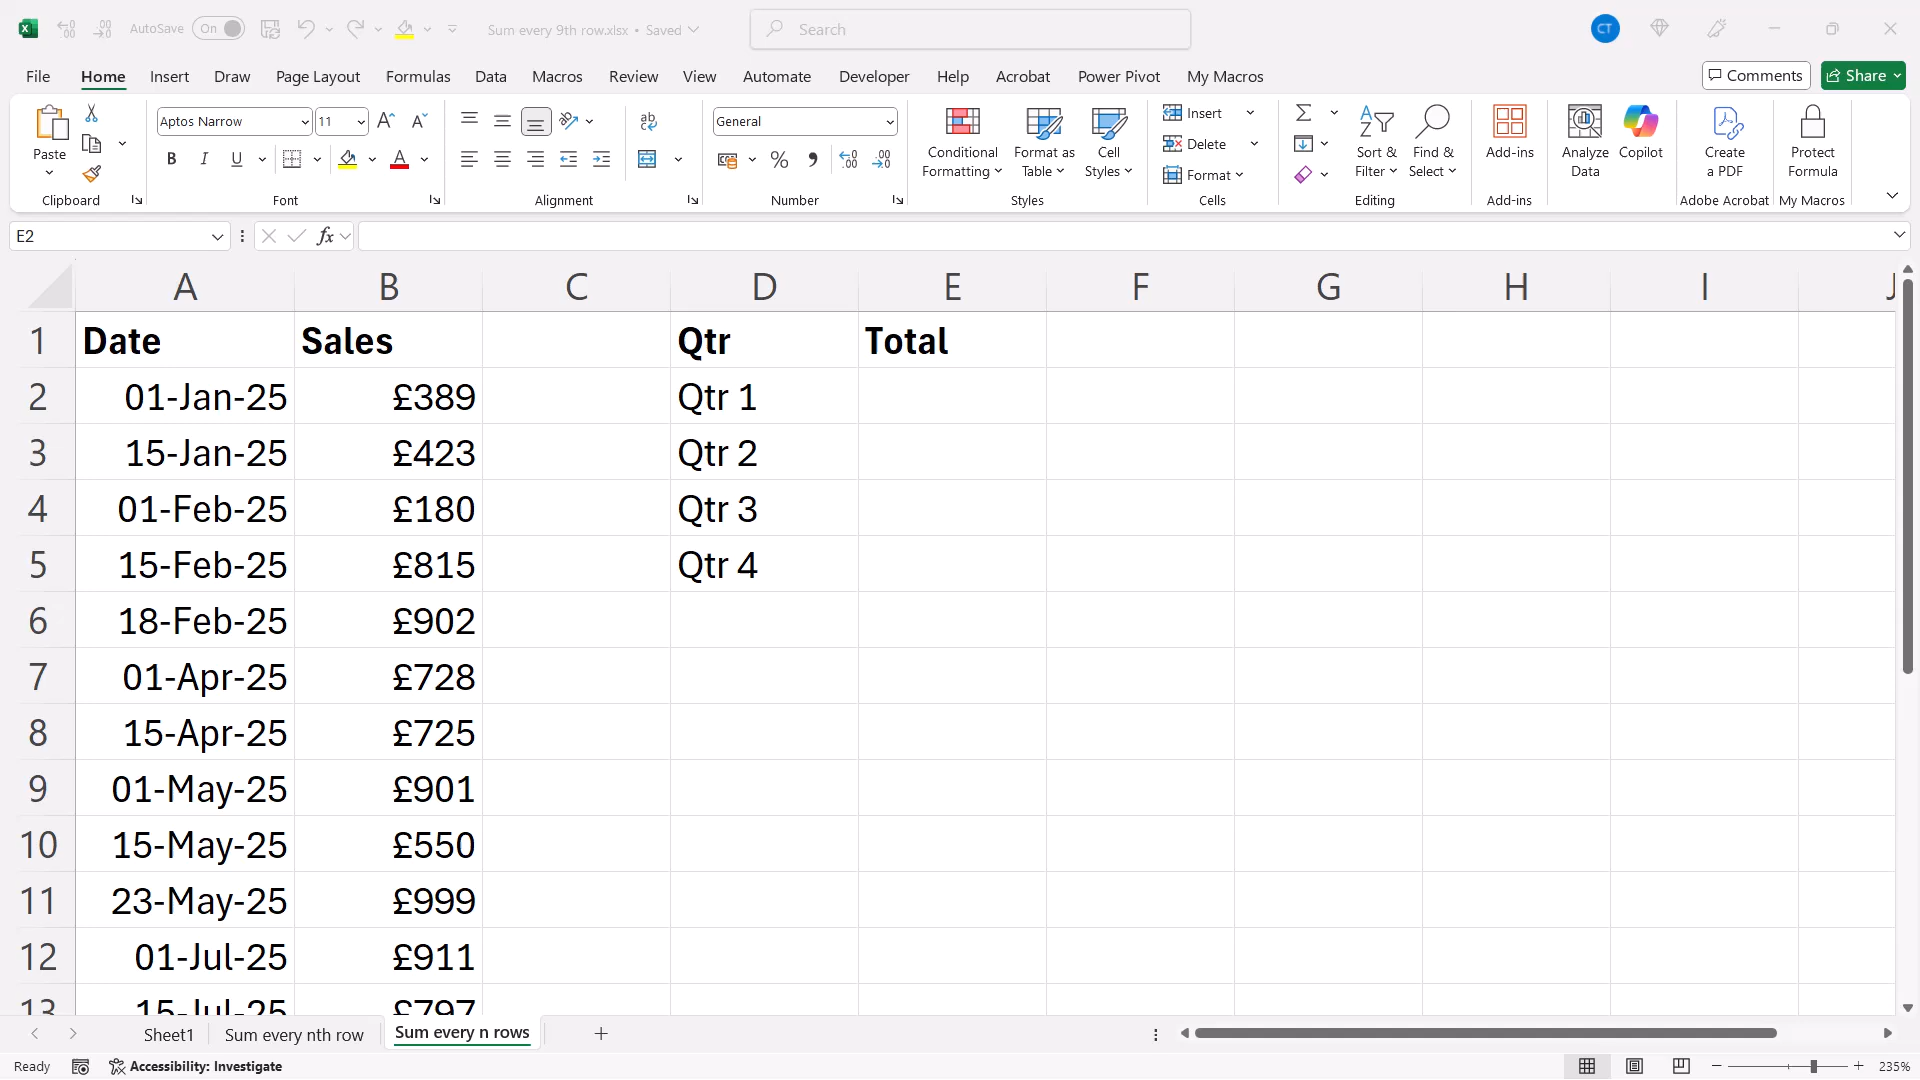 AutoSave On Sum every 9th row.xlsx • Saved Search CT
File Home Insert Draw Page Layout Formulas Data Macros Review View Automate Developer Help Acrobat Power Pivot My Macros Comments Share
Paste
Clipboard
Aptos Narrow 11
B I U
Font
Alignment
General
Number
Conditional Formatting
Format as Table
Cell Styles
Styles
Insert
Delete
Format
Cells
Sort & Filter
Find & Select
Editing
Add-ins
Add-ins
Analyze Data
Copilot
Create a PDF
Adobe Acrobat
Protect Formula
My Macros
E2 fx
A B C D E F G H I J
1 Date Sales Qtr Total
2 01-Jan-25 £389 Qtr 1
3 15-Jan-25 £423 Qtr 2
4 01-Feb-25 £180 Qtr 3
5 15-Feb-25 £815 Qtr 4
6 18-Feb-25 £902
7 01-Apr-25 £728
8 15-Apr-25 £725
9 01-May-25 £901
10 15-May-25 £550
11 23-May-25 £999
12 01-Jul-25 £911
13 15-Jul-25 £797
Sheet1 Sum every nth row Sum every n rows
Ready Accessibility: Investigate 235%